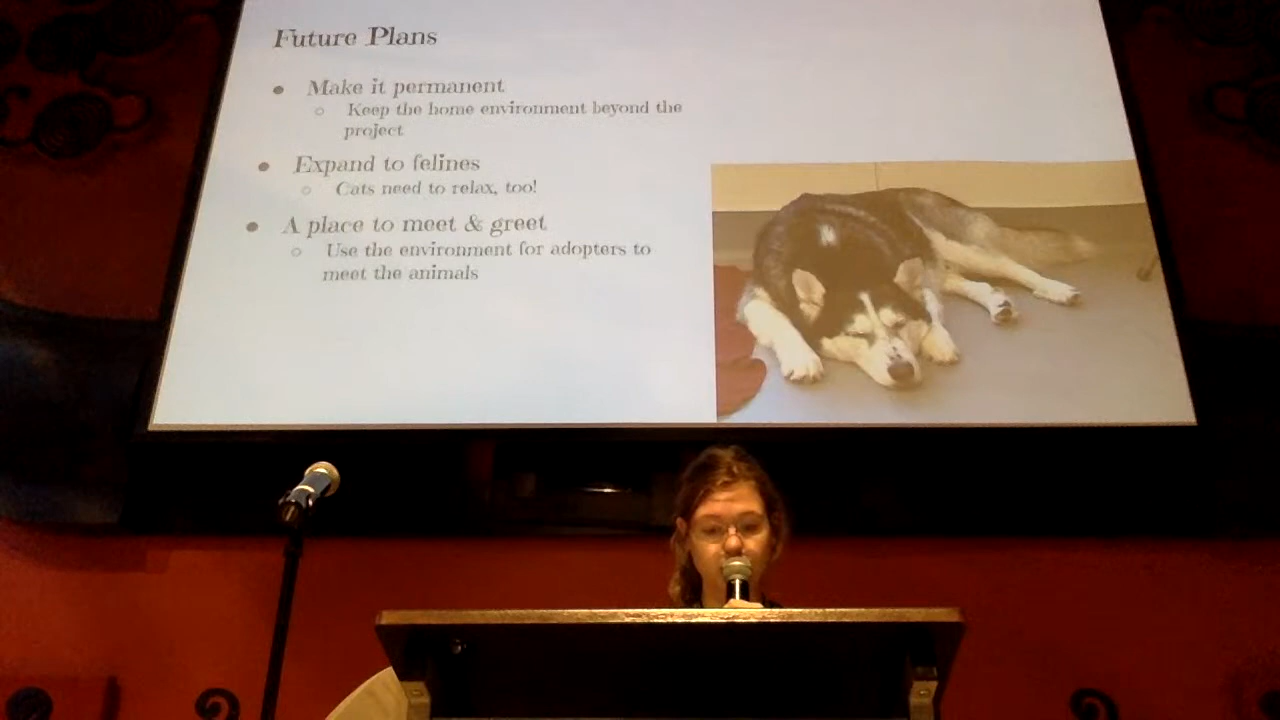 Future Plans
Make it permanent
Keep the home environment beyond the
project
Expand to felines
Cats need to relax, too!
A place to meet & greet
Use the environment for adopters to
meet the animals